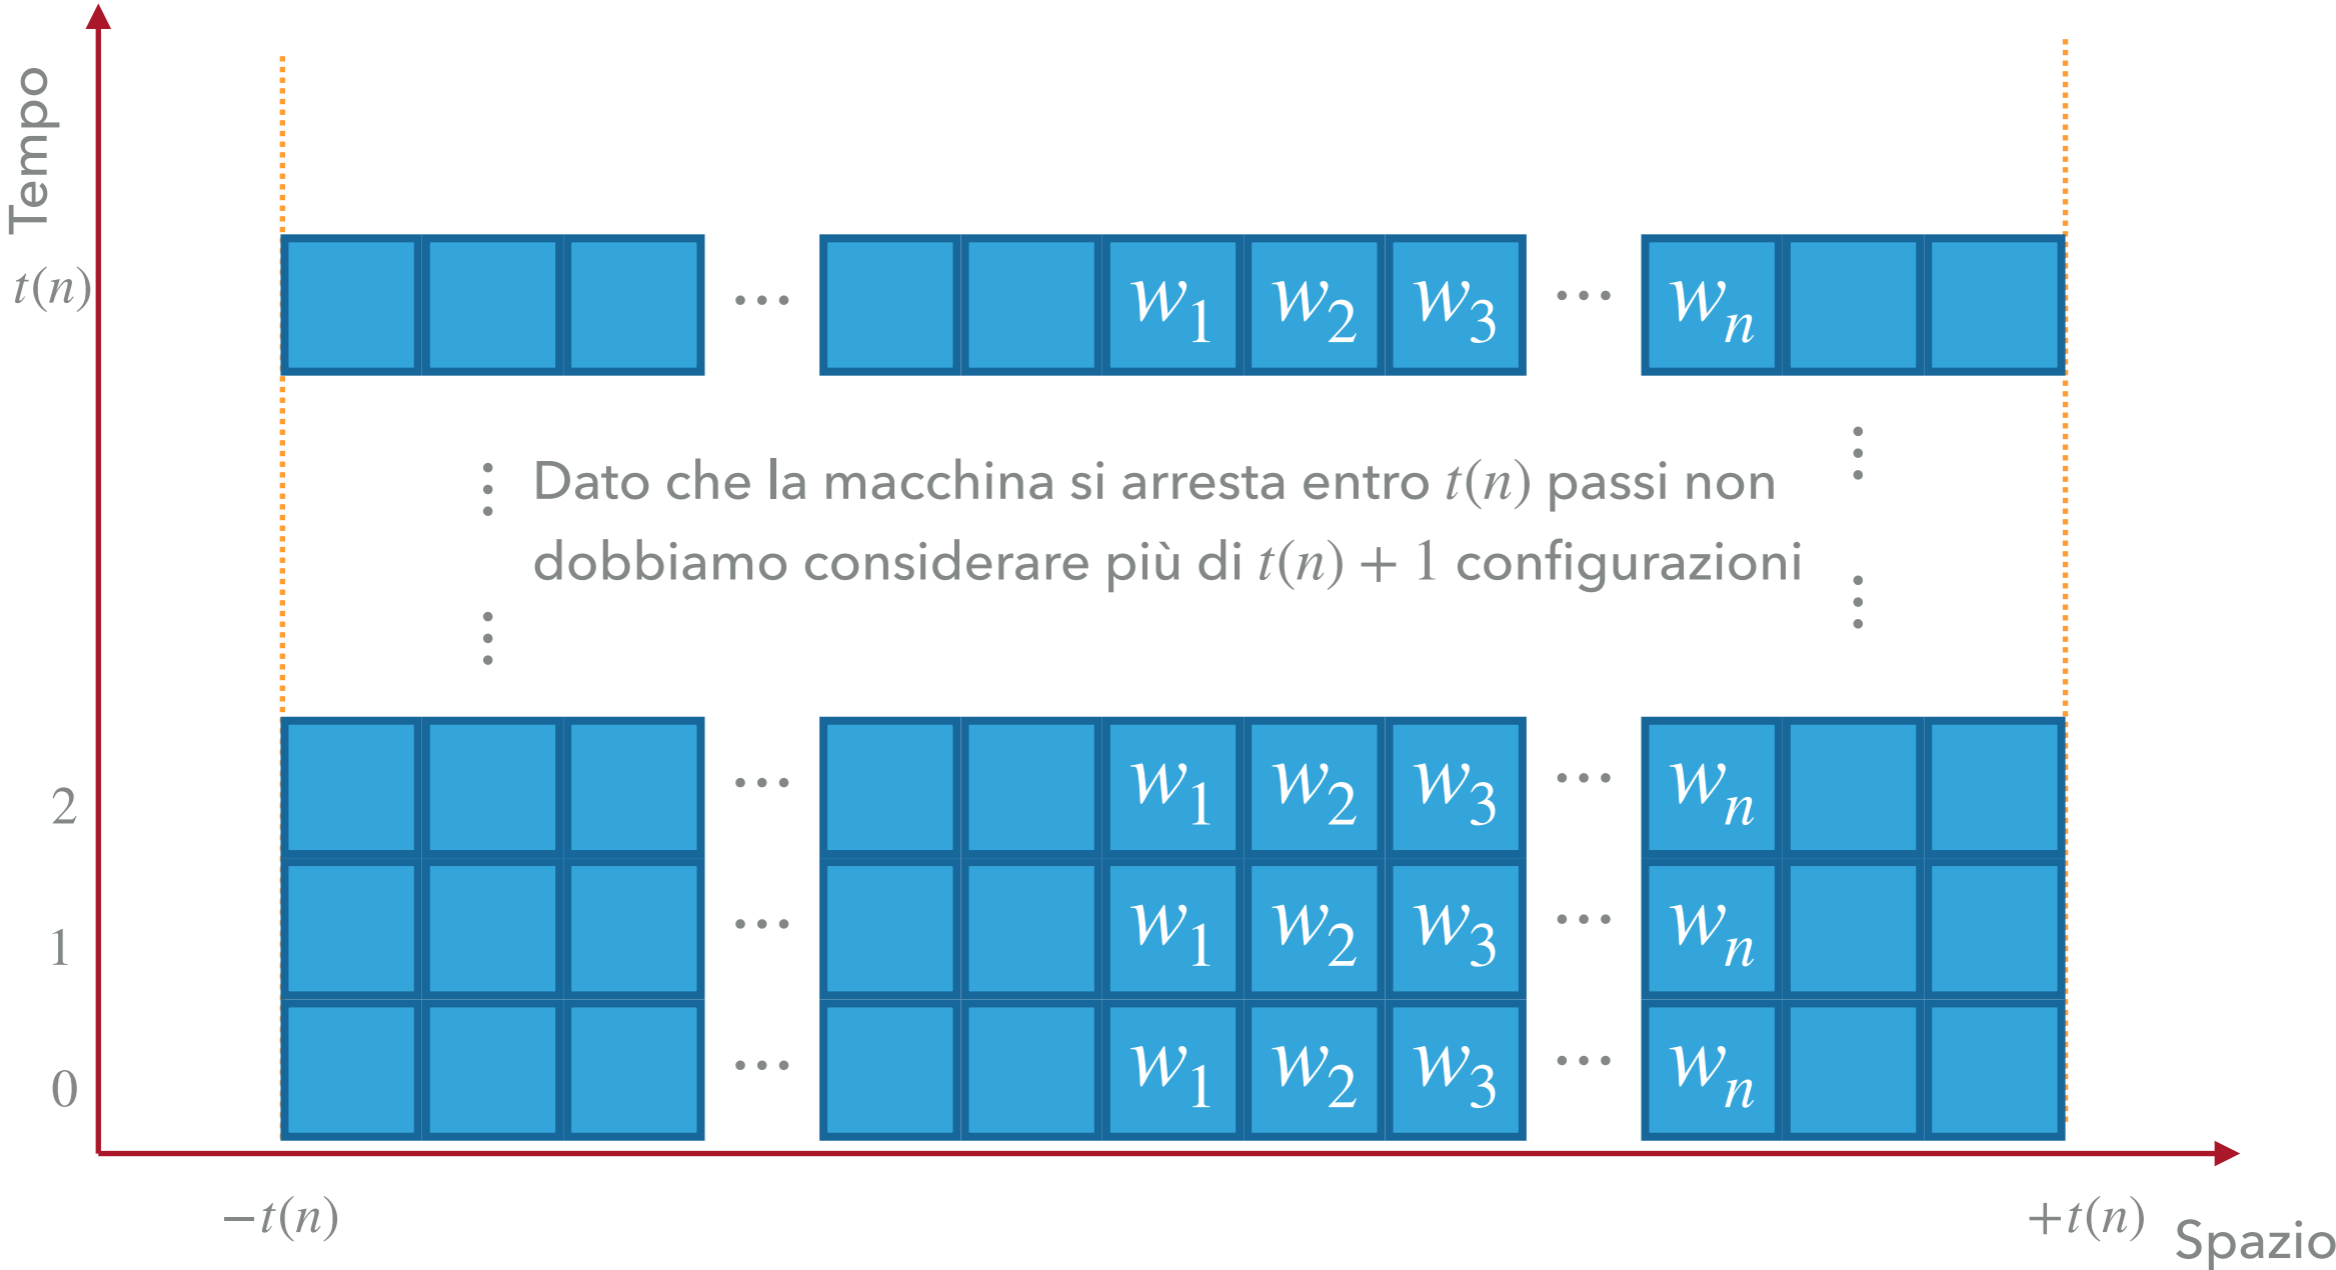 Tempo
t(n)
... w₁ w₂ w₃ ... wₙ
Dato che la macchina si arresta entro t(n) passi non
dobbiamo considerare più di t(n) + 1 configurazioni
2 ... w₁ w₂ w₃ ... wₙ
1 ... w₁ w₂ w₃ ... wₙ
0 ... w₁ w₂ w₃ ... wₙ
−t(n) +t(n)
Spazio